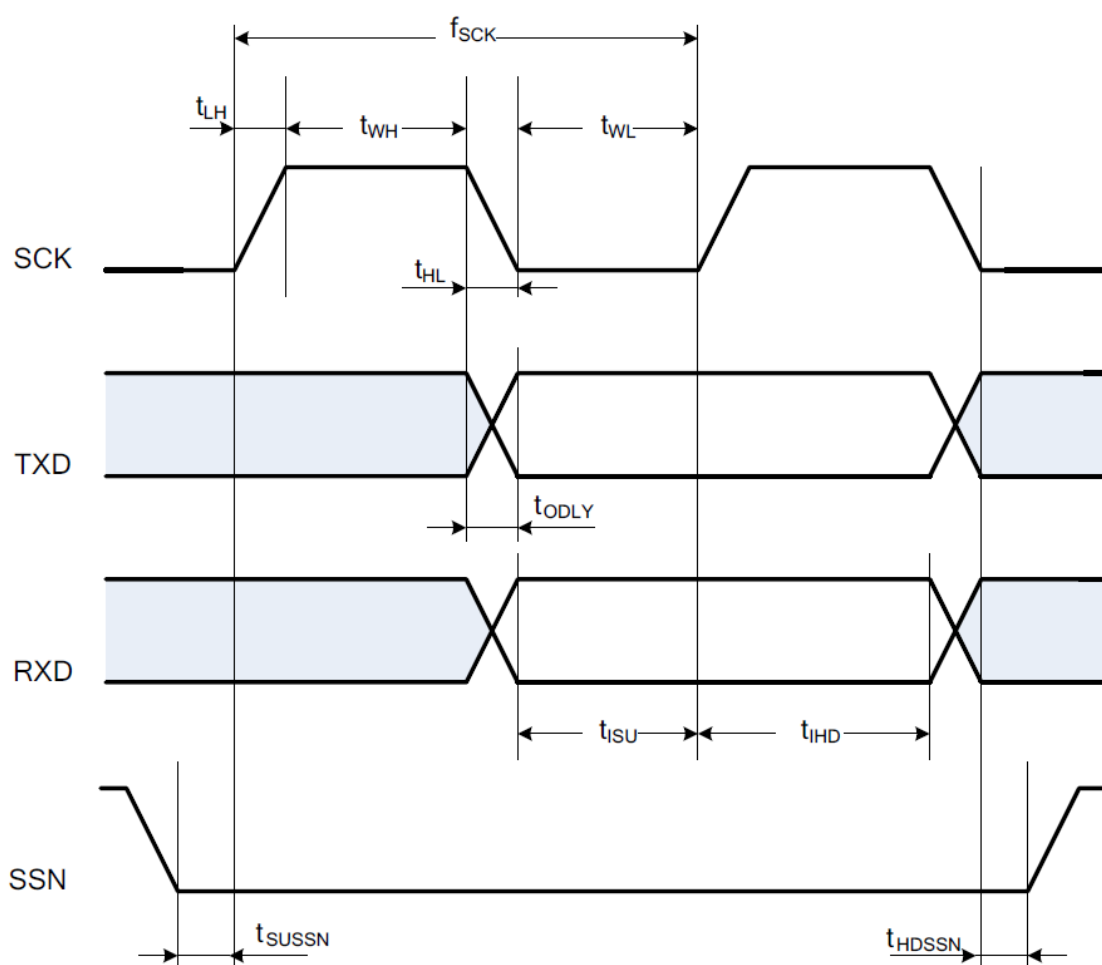 fSCK
tLH
tWH
tWL
SCK
tHL
TXD
tODLY
RXD
tISU
tIHD
SSN
tSUSSN
tHDSSN